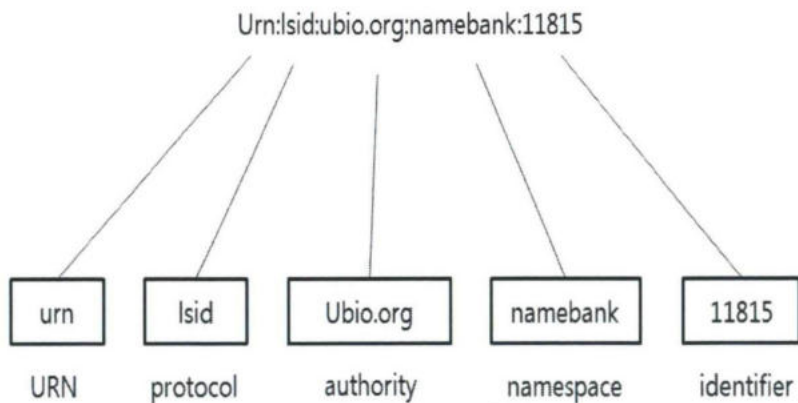 Urn:lsid:ubio.org:namebank:11815
urn lsid Ubio.org namebank 11815
URN protocol authority namespace identifier